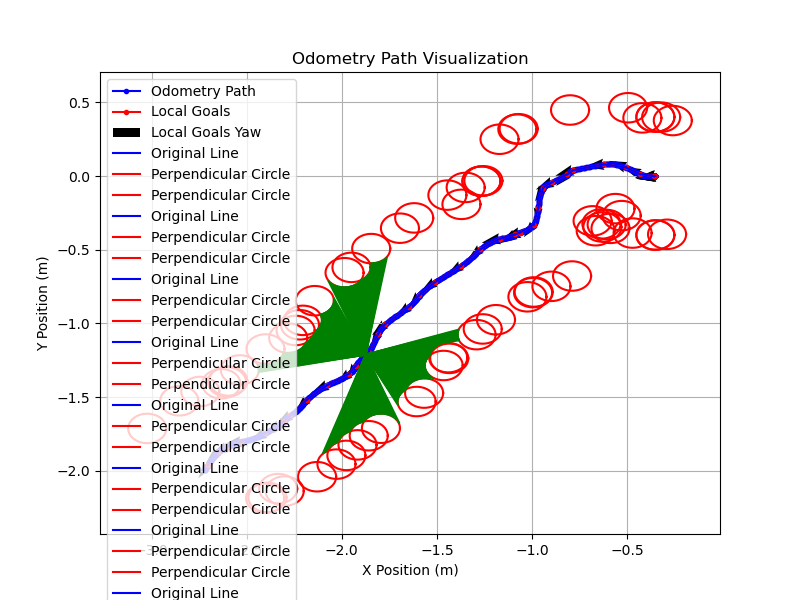 Odometry Path Visualization
Y Position (m)
0.5
0.0
−0.5
−1.0
−1.5
−2.0
Odometry Path
Local Goals
Local Goals Yaw
Original Line
Perpendicular Circle
Perpendicular Circle
Original Line
Perpendicular Circle
Perpendicular Circle
Original Line
Perpendicular Circle
Perpendicular Circle
Original Line
Perpendicular Circle
Perpendicular Circle
Original Line
Perpendicular Circle
Perpendicular Circle
Original Line
Perpendicular Circle
Perpendicular Circle
Original Line
Perpendicular Circle
Perpendicular Circle
Original Line
−2.0 −1.5 −1.0 −0.5
X Position (m)